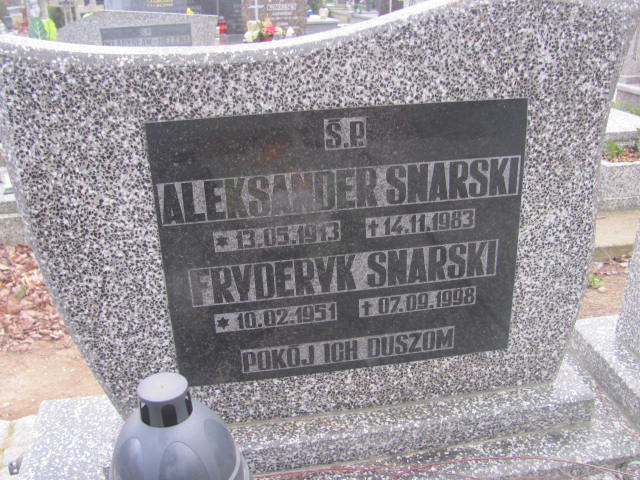 Ś.P.
ALEKSANDER SNARSKI
* 13.05.1913 † 14.11.1983
FRYDERYK SNARSKI
* 10.02.1951 † 07.09.1998
POKÓJ ICH DUSZOM